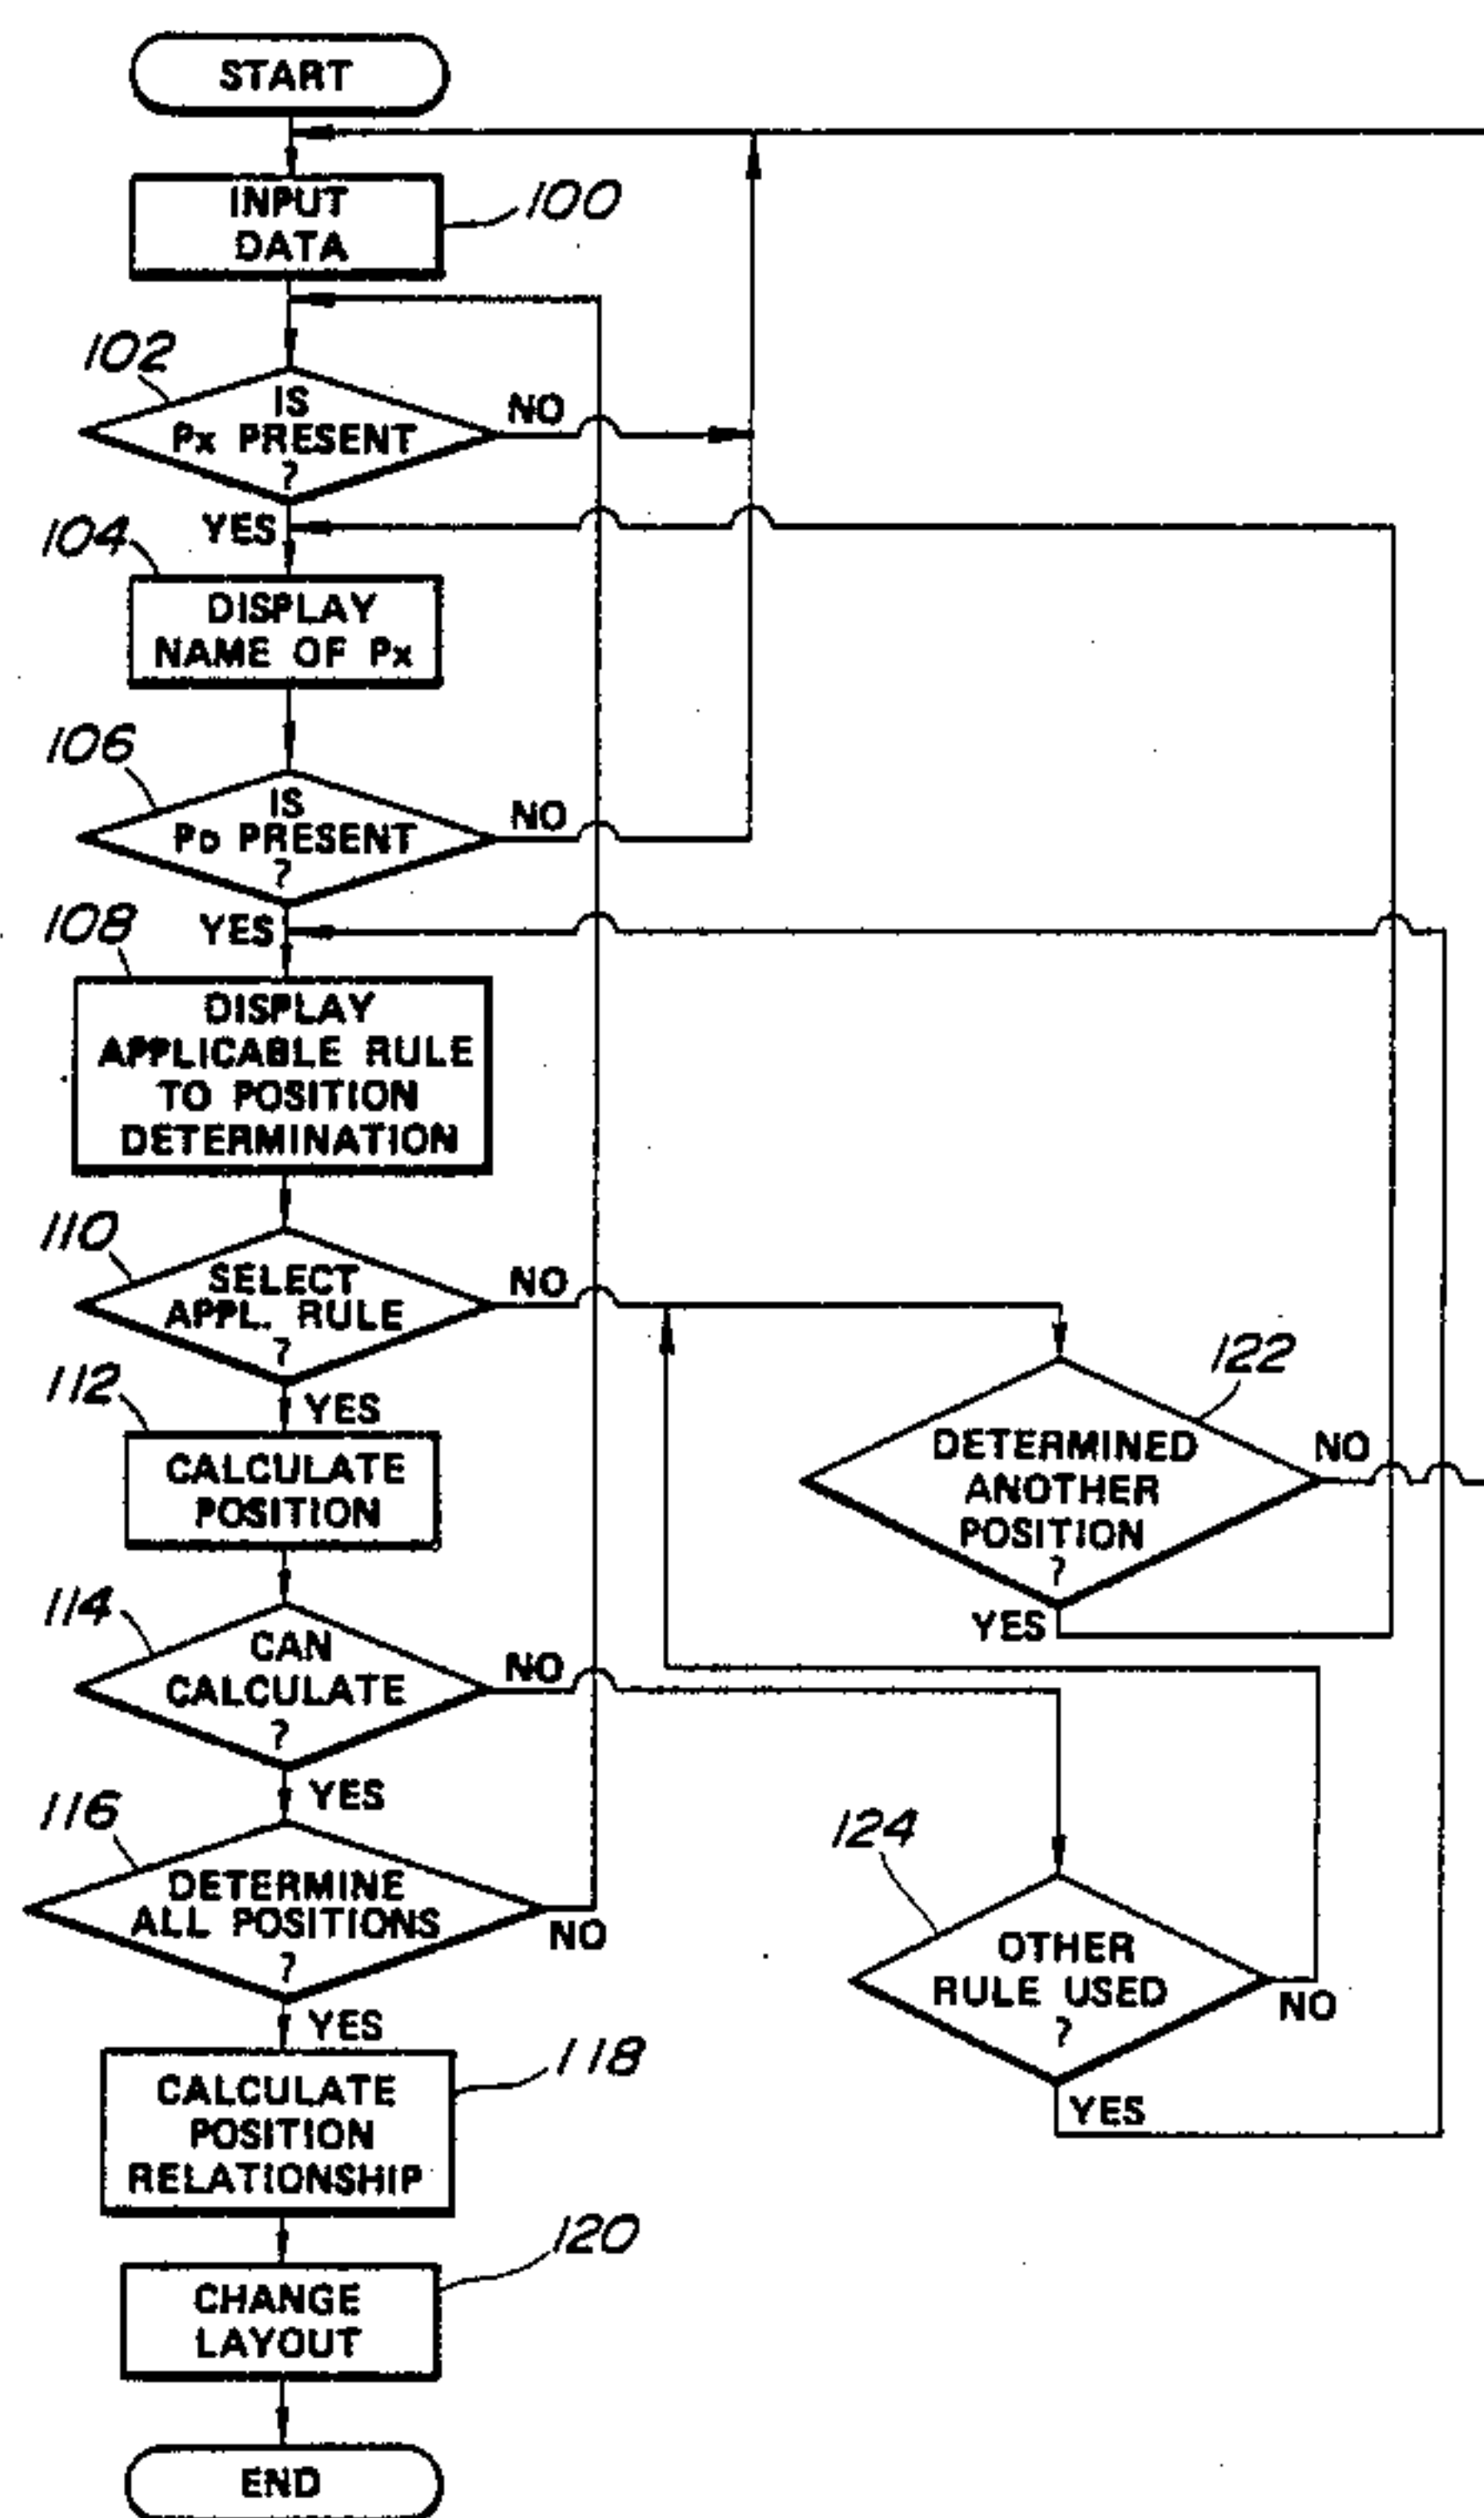 START
INPUT
DATA
100
102
IS
Px PRESENT
?
NO
YES
104
DISPLAY
NAME OF Px
106
IS
Po PRESENT
?
NO
YES
108
DISPLAY
APPLICABLE RULE
TO POSITION
DETERMINATION
110
SELECT
APPL. RULE
?
NO
YES
112
CALCULATE
POSITION
122
DETERMINED
ANOTHER
POSITION
?
NO
YES
114
CAN
CALCULATE
?
NO
YES
116
DETERMINE
ALL POSITIONS
?
NO
YES
124
OTHER
RULE USED
?
NO
YES
118
CALCULATE
POSITION
RELATIONSHIP
120
CHANGE
LAYOUT
END